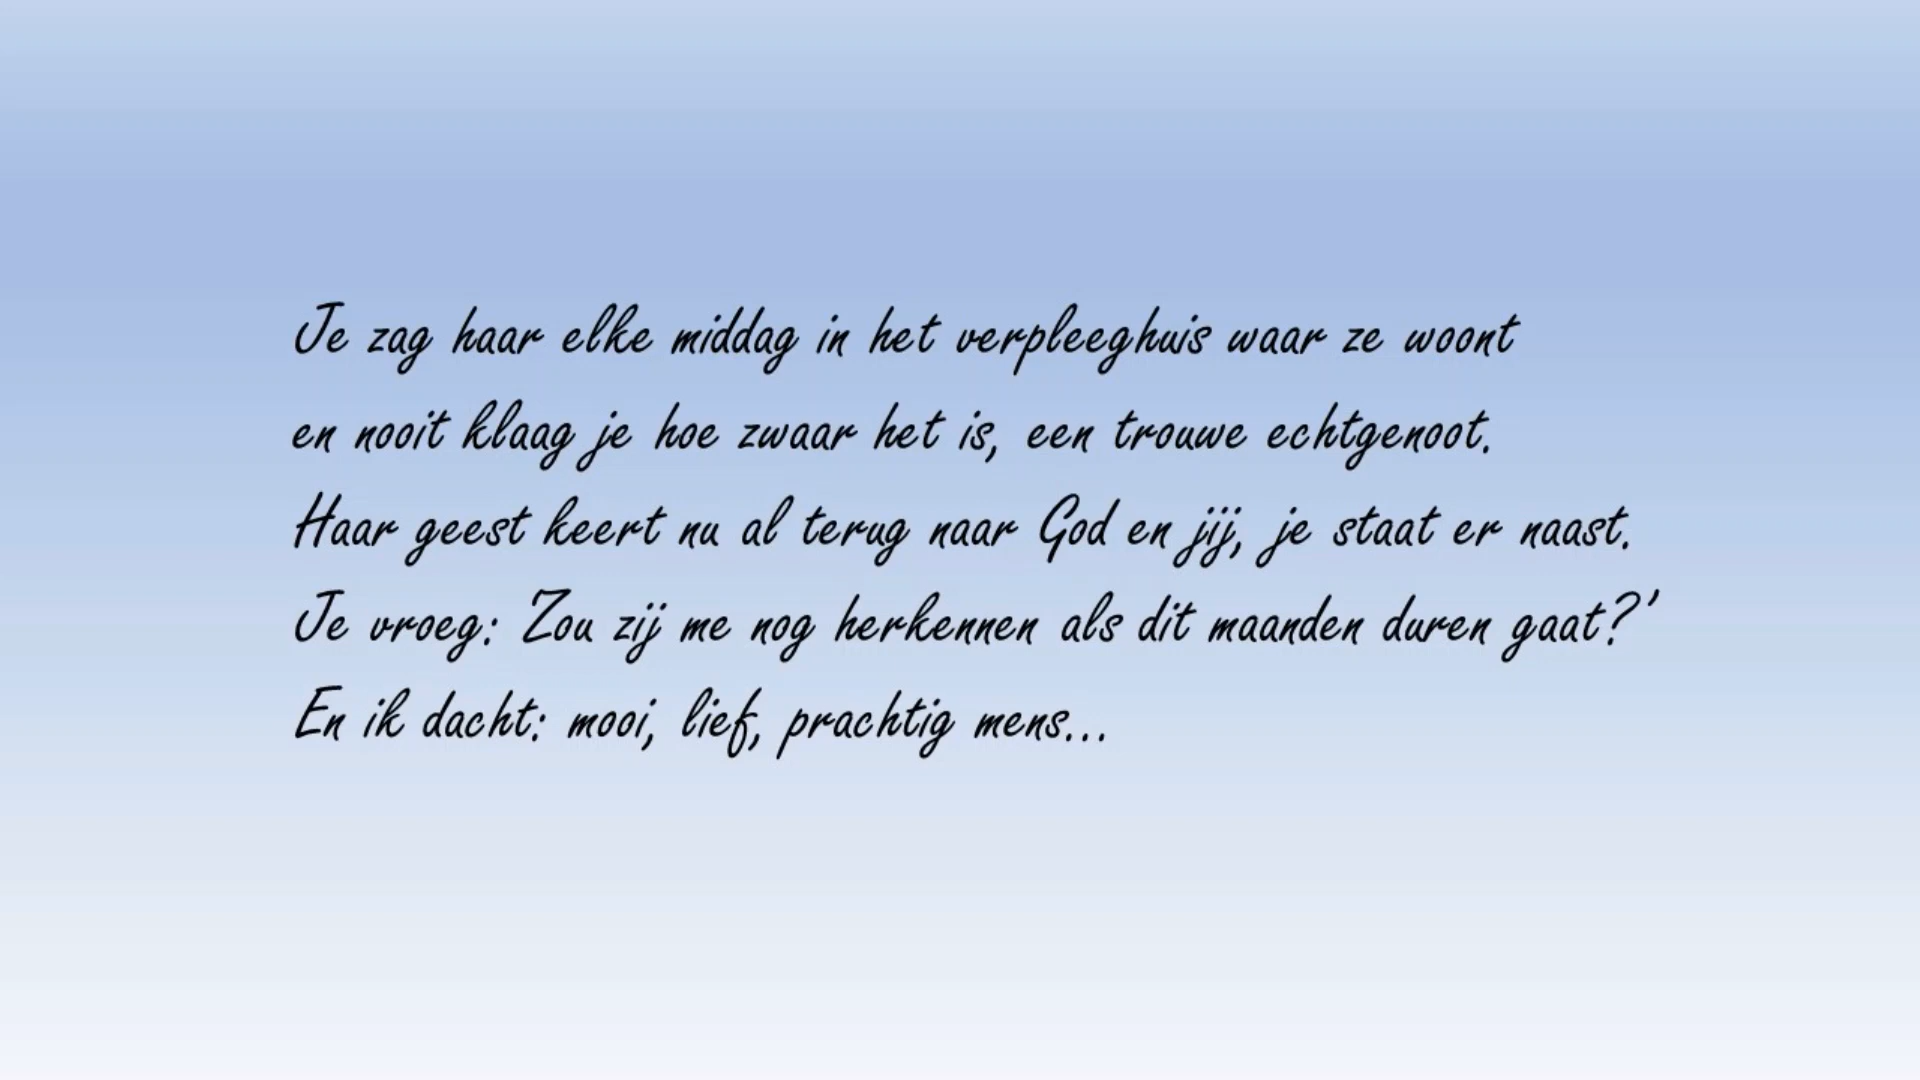 Je zag haar elke middag in het verpleeghuis waar ze woont
en nooit klaag je hoe zwaar het is, een trouwe echtgenoot.
Haar geest keert nu al terug naar God en jij, je staat er naast.
Je vroeg: Zou zij me nog herkennen als dit maanden duren gaat?’
En ik dacht: mooi, lief, prachtig mens...